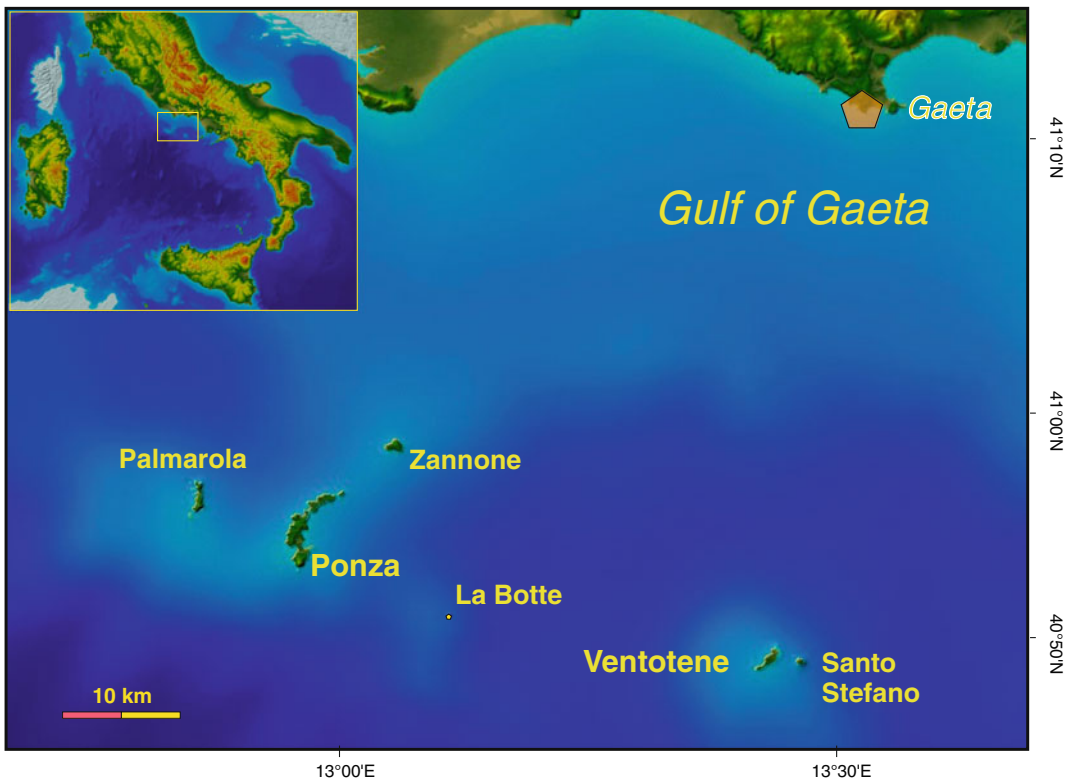 Gaeta
41°10'N
Gulf of Gaeta
41°00'N
Palmarola
Zannone
Ponza
La Botte
40°50'N
Ventotene
Santo
Stefano
10 km
13°00'E
13°30'E